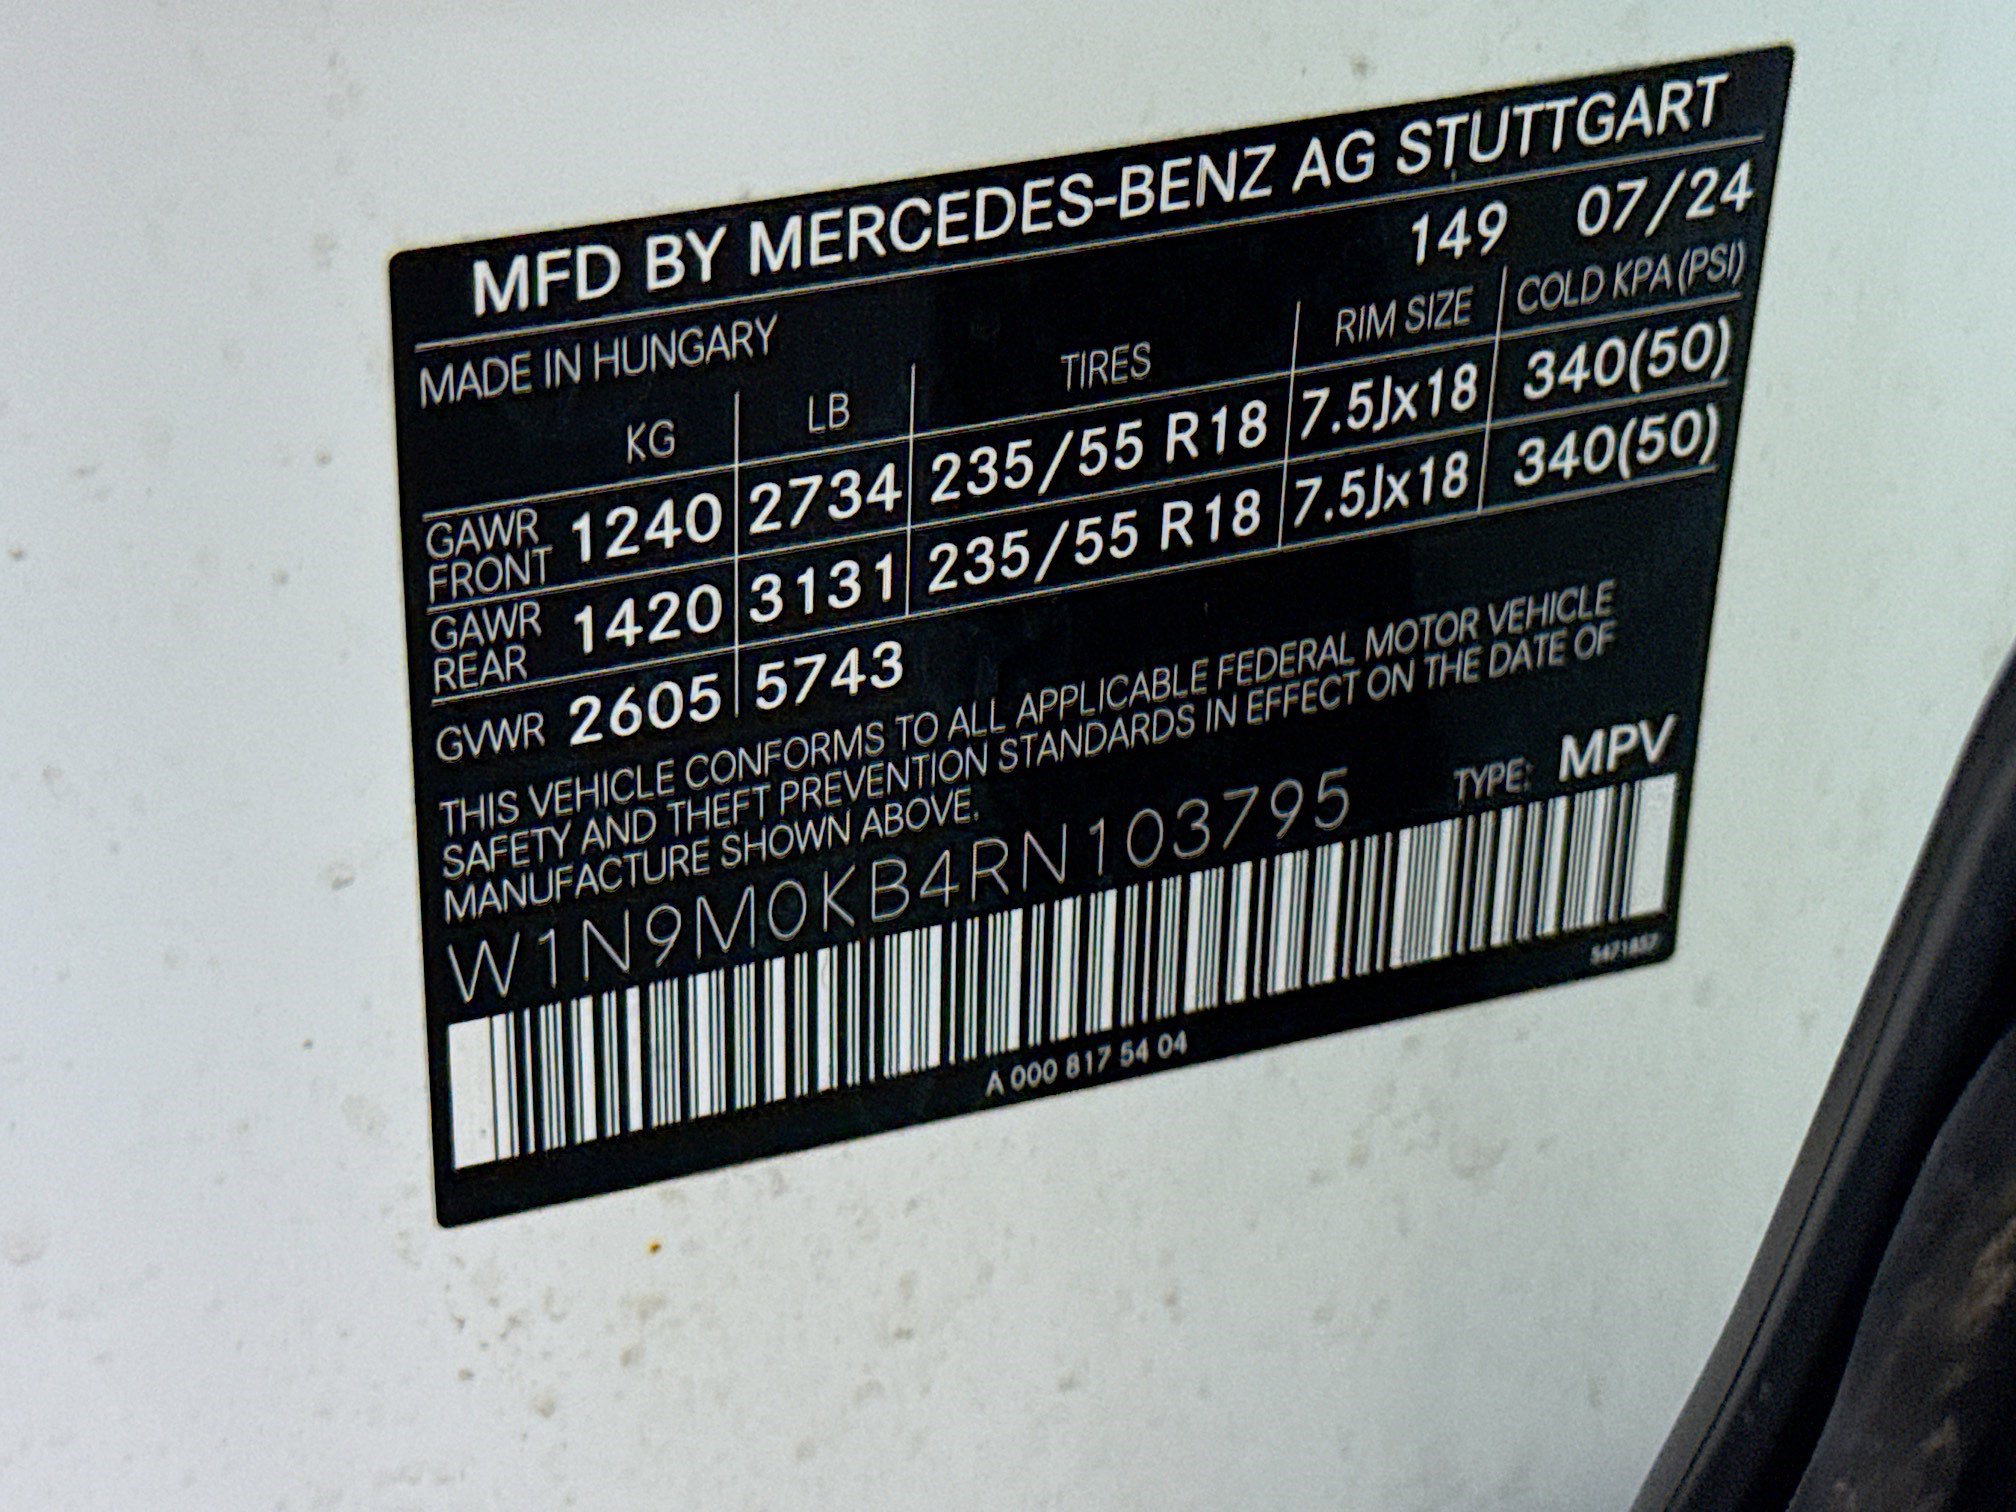 MFD BY MERCEDES-BENZ AG STUTTGART
MADE IN HUNGARY 149 07/24
KG LB TIRES RIM SIZE COLD KPA (PSI)
GAWR FRONT 1240 2734 235/55 R18 7.5Jx18 340(50)
GAWR REAR 1420 3131 235/55 R18 7.5Jx18 340(50)
GVWR 2605 5743
THIS VEHICLE CONFORMS TO ALL APPLICABLE FEDERAL MOTOR VEHICLE
SAFETY AND THEFT PREVENTION STANDARDS IN EFFECT ON THE DATE OF
MANUFACTURE SHOWN ABOVE.
W1N9M0KB4RN103795 TYPE: MPV
A 000 817 54 04